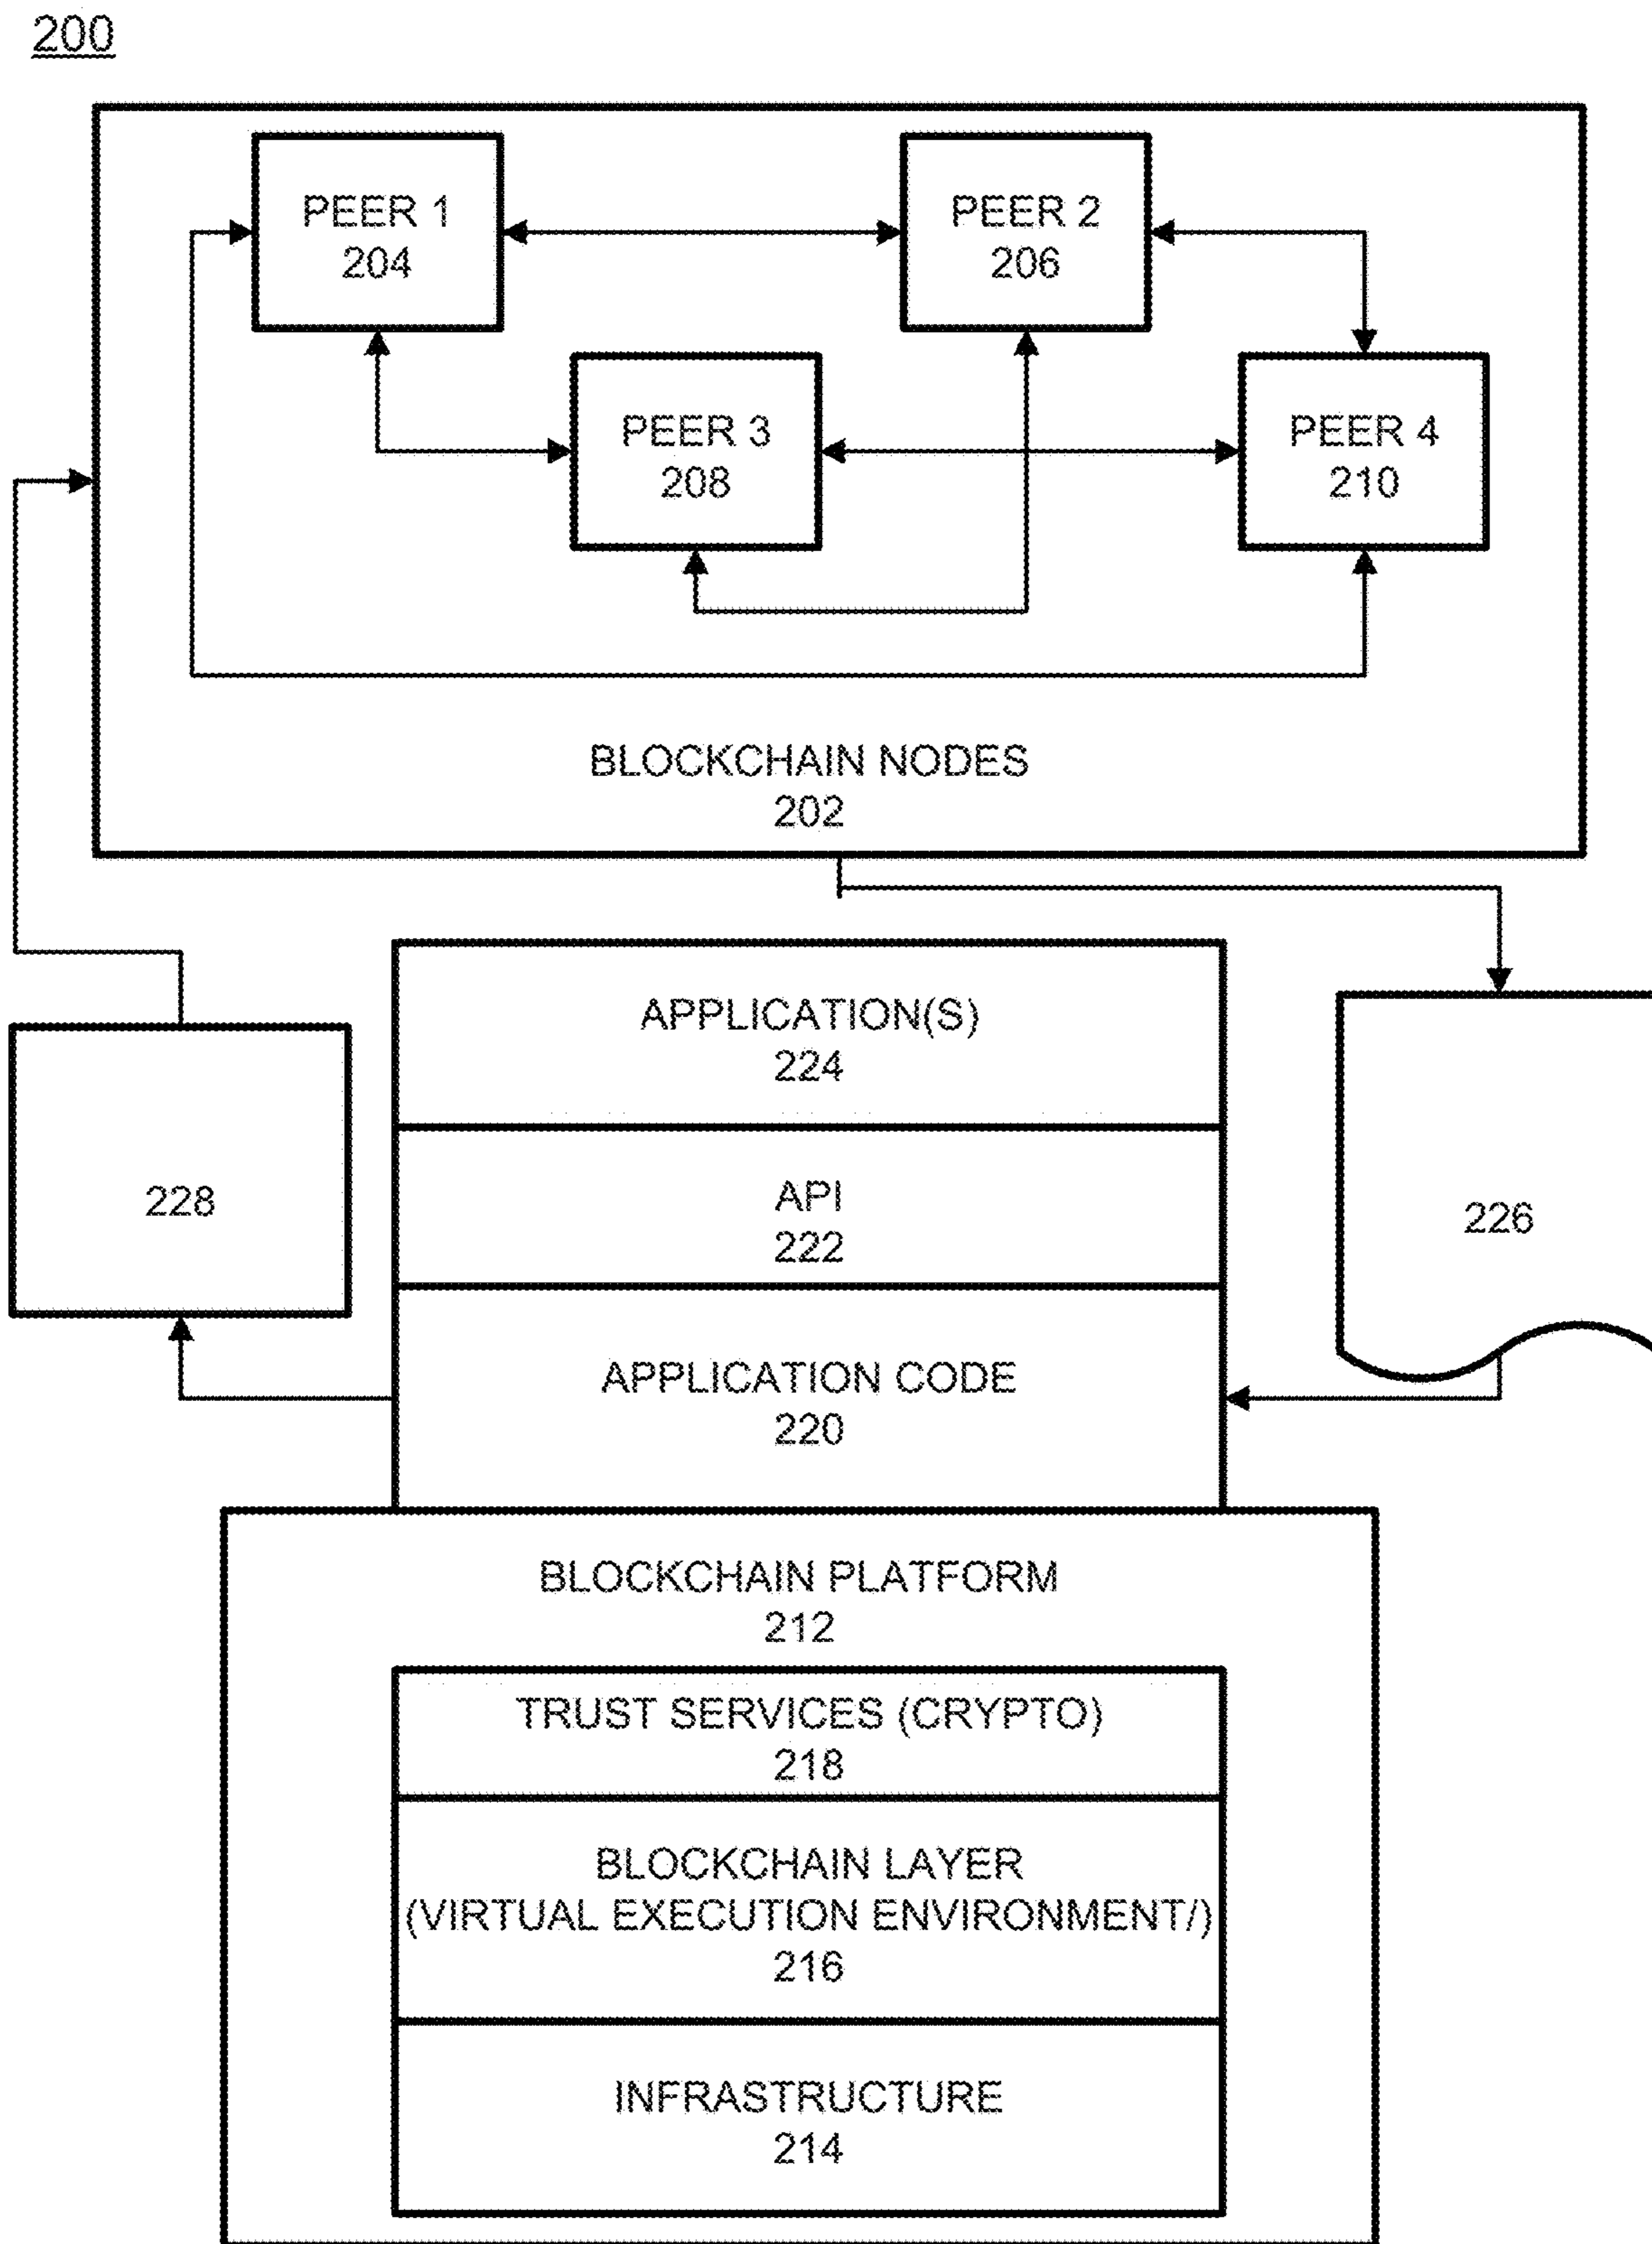 200
PEER 1
204
PEER 2
206
PEER 3
208
PEER 4
210
BLOCKCHAIN NODES
202
APPLICATION(S)
224
API
222
228
226
APPLICATION CODE
220
BLOCKCHAIN PLATFORM
212
TRUST SERVICES (CRYPTO)
218
BLOCKCHAIN LAYER
(VIRTUAL EXECUTION ENVIRONMENT/)
216
INFRASTRUCTURE
214